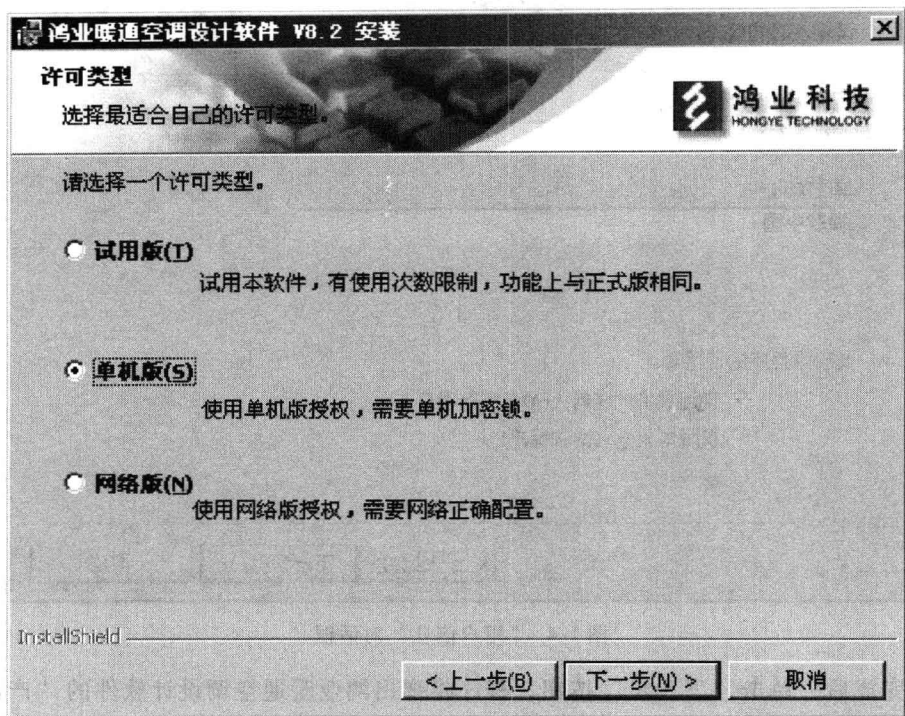 鸿业暖通空调设计软件 V8.2 安装
许可类型
选择最适合自己的许可类型。
鸿业科技
HONGYE TECHNOLOGY
请选择一个许可类型。
试用版(T)
试用本软件，有使用次数限制，功能上与正式版相同。
单机版(S)
使用单机版授权，需要单机加密锁。
网络版(N)
使用网络版授权，需要网络正确配置。
InstallShield
<上一步(B)
下一步(N) >
取消